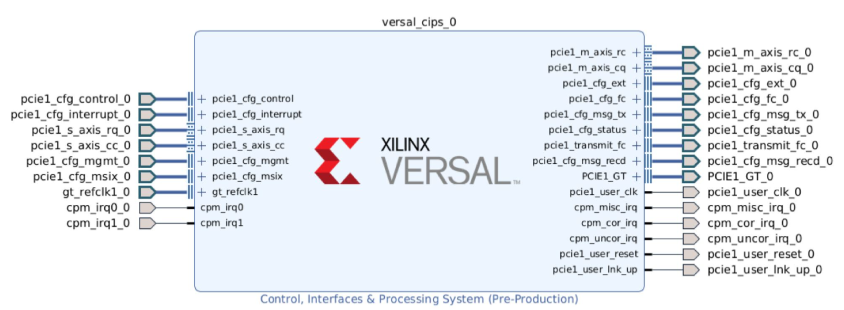 versal_cips_0
pcie1_cfg_control_0
pcie1_cfg_interrupt_0
pcie1_s_axis_rq_0
pcie1_s_axis_cc_0
pcie1_cfg_mgmt_0
pcie1_cfg_msix_0
gt_refclk1_0
cpm_irq0_0
cpm_irq1_0
pcie1_cfg_control
pcie1_cfg_interrupt
pcie1_s_axis_rq
pcie1_s_axis_cc
pcie1_cfg_mgmt
pcie1_cfg_msix
gt_refclk1
cpm_irq0
cpm_irq1
XILINX
VERSAL™
pcie1_m_axis_rc
pcie1_m_axis_cq
pcie1_cfg_ext
pcie1_cfg_fc
pcie1_cfg_msg_tx
pcie1_cfg_status
pcie1_transmit_fc
pcie1_cfg_msg_recd
PCIE1_GT
pcie1_user_clk
cpm_misc_irq
cpm_cor_irq
cpm_uncor_irq
pcie1_user_reset
pcie1_user_lnk_up
pcie1_m_axis_rc_0
pcie1_m_axis_cq_0
pcie1_cfg_ext_0
pcie1_cfg_fc_0
pcie1_cfg_msg_tx_0
pcie1_cfg_status_0
pcie1_transmit_fc_0
pcie1_cfg_msg_recd_0
PCIE1_GT_0
pcie1_user_clk_0
cpm_misc_irq_0
cpm_cor_irq_0
cpm_uncor_irq_0
pcie1_user_reset_0
pcie1_user_lnk_up_0
Control, Interfaces & Processing System (Pre-Production)